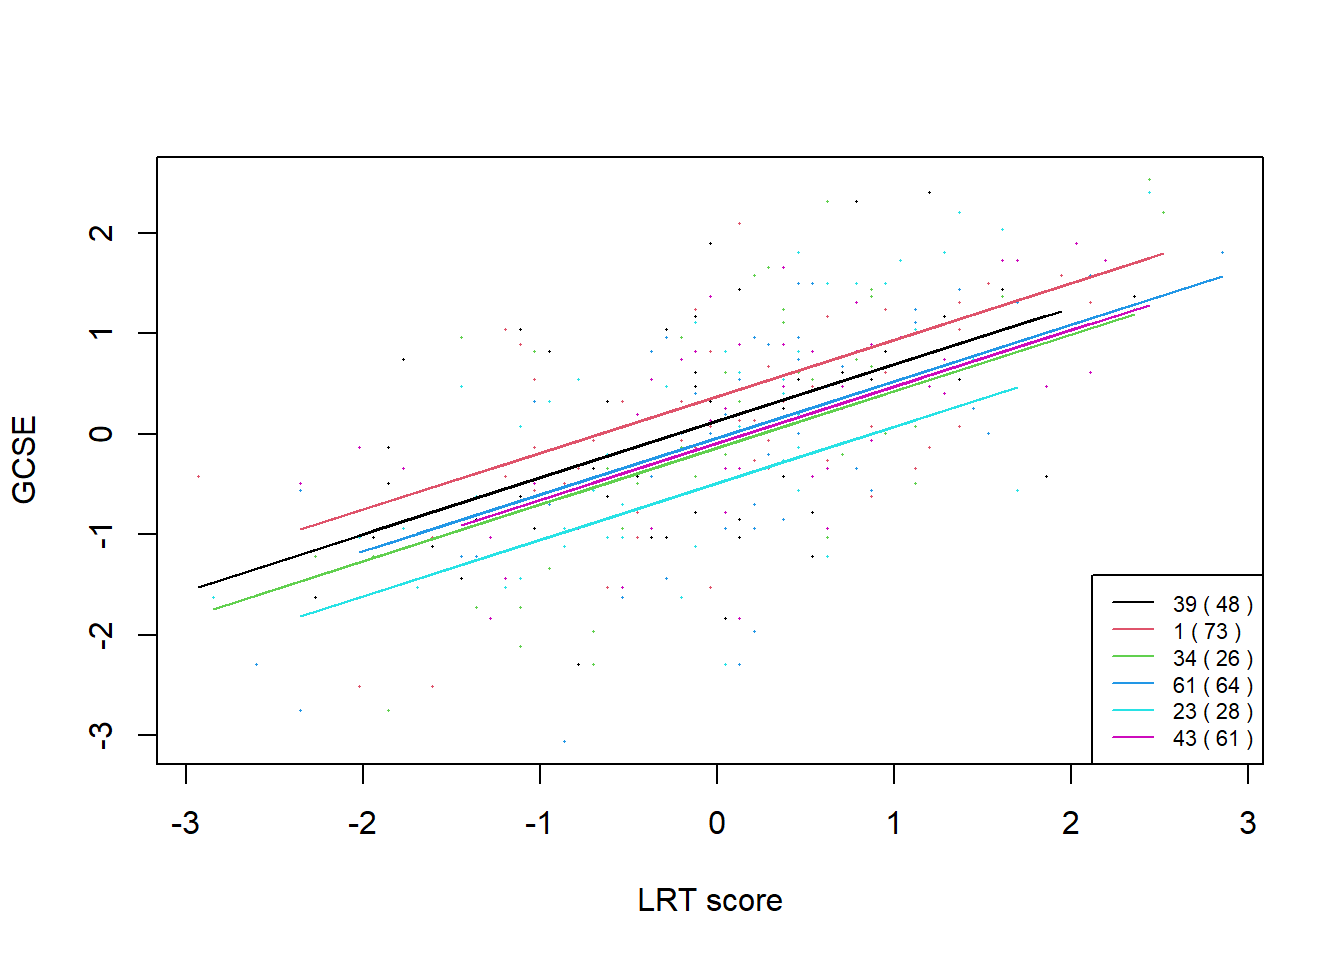 GCSE
2
1
0
-1
-2
-3
-3 -2 -1 0 1 2 3
LRT score
39 ( 48 )
1 ( 73 )
34 ( 26 )
61 ( 64 )
23 ( 28 )
43 ( 61 )